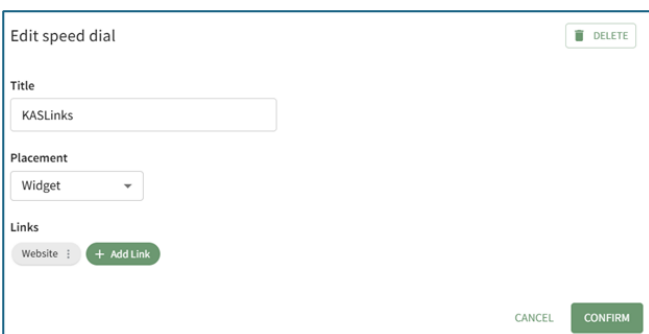 Edit speed dial
DELETE
Title
KASLinks
Placement
Widget
Links
Website
+ Add Link
CANCEL
CONFIRM